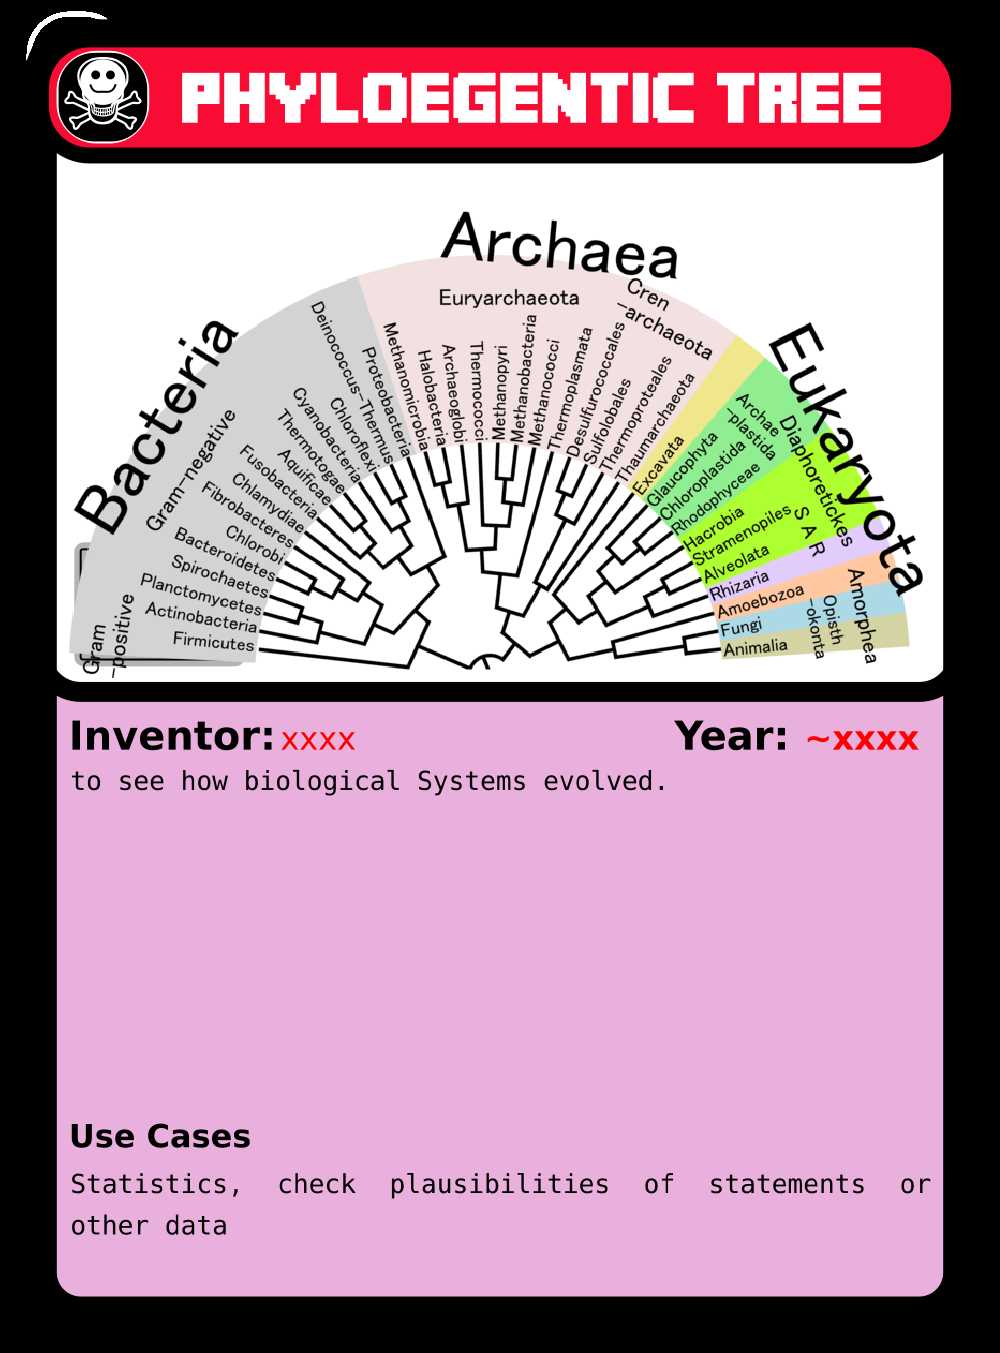 PHYLOEGENTIC TREE
Bacteria
Archaea
Eukaryota
Gram
-positive
Gram-negative
Euryarchaeota
Cren
-archaeota
Firmicutes
Actinobacteria
Planctomycetes
Spirochaetes
Bacteroidetes
Chlorobi
Fibrobacteres
Chlamydiae
Fusobacteria
Aquificae
Thermotogae
Cyanobacteria
Chloroflexi
Deinococcus-Thermus
Proteobacteria
Methanomicrobia
Halobacteria
Archaeoglobi
Thermococci
Methanopyri
Methanobacteria
Methanococci
Thermoplasmata
Desulfurococcales
Sulfolobales
Thermoproteales
Thaumarchaeota
Excavata
Glaucophyta
Chloroplastida
Rhodophyceae
Archae
-plastida
Diaphoretickes
Hacrobia
Stramenopiles
Alveolata
S A R
Rhizaria
Amoebozoa
Fungi
Animalia
Opisth
-okonta
Amorphea
Inventor: xxxx Year: ~xxxx
to see how biological Systems evolved.
Use Cases
Statistics, check plausibilities of statements or
other data